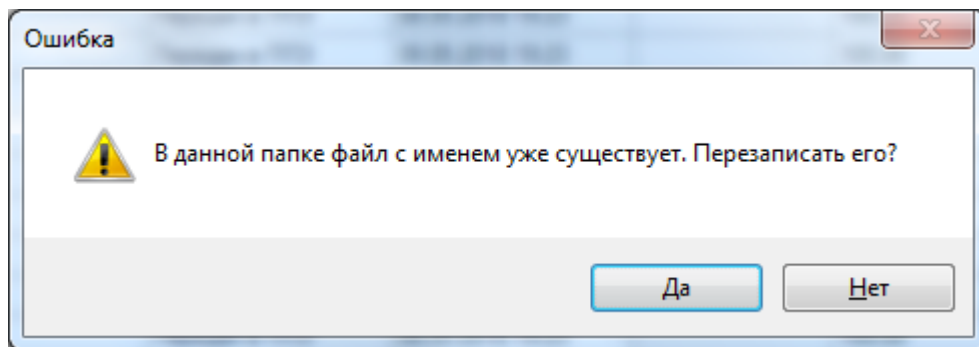 Ошибка
В данной папке файл с именем уже существует. Перезаписать его?
Да
Нет